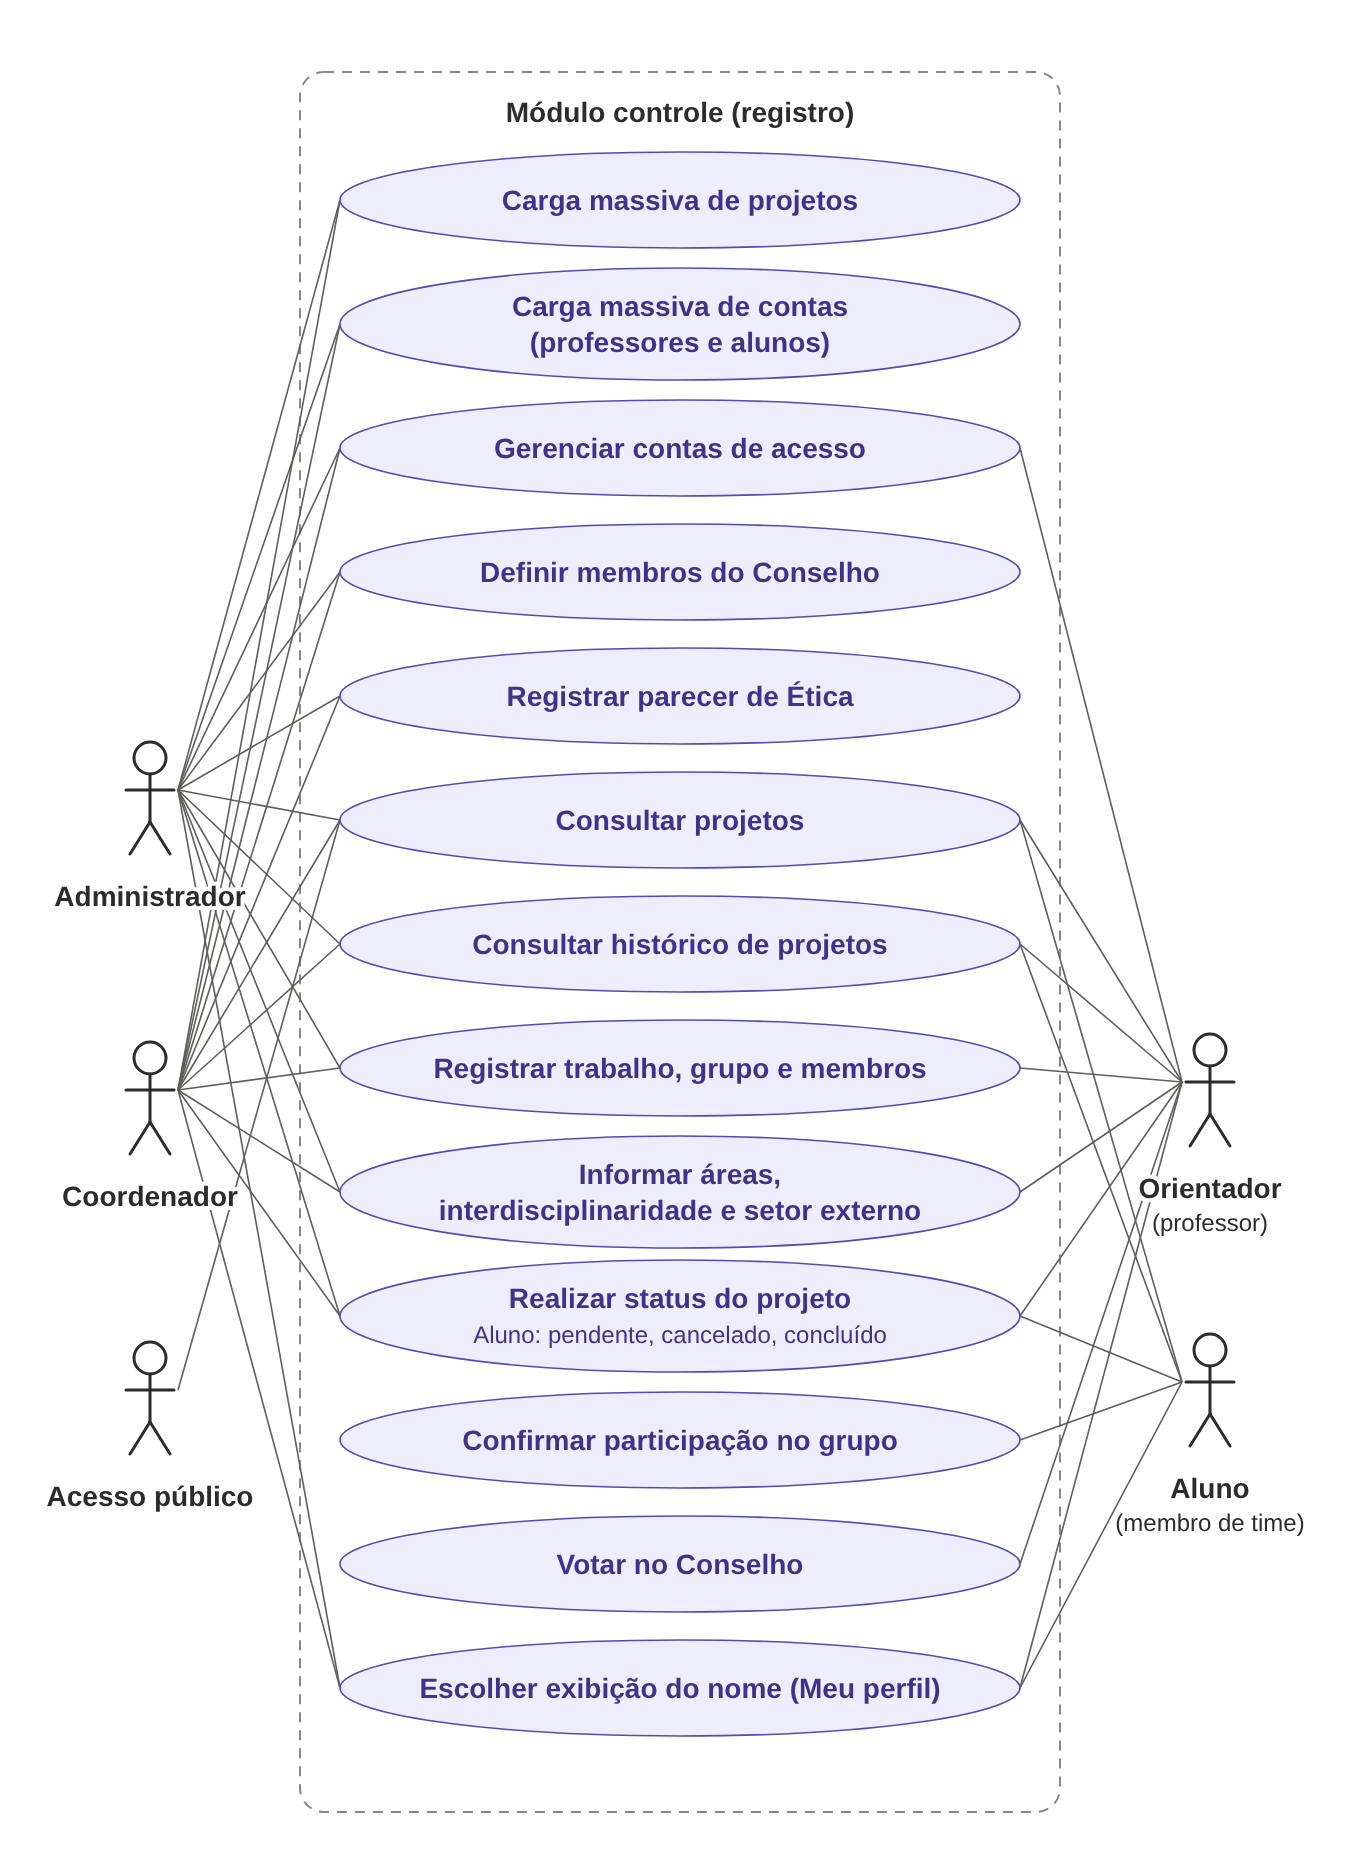 Módulo controle (registro)
Carga massiva de projetos
Carga massiva de contas
(professores e alunos)
Gerenciar contas de acesso
Definir membros do Conselho
Registrar parecer de Ética
Consultar projetos
Administrador
Consultar histórico de projetos
Registrar trabalho, grupo e membros
Informar áreas,
interdisciplinaridade e setor externo
Coordenador
Orientador
(professor)
Realizar status do projeto
Aluno: pendente, cancelado, concluído
Confirmar participação no grupo
Acesso público
Aluno
(membro de time)
Votar no Conselho
Escolher exibição do nome (Meu perfil)